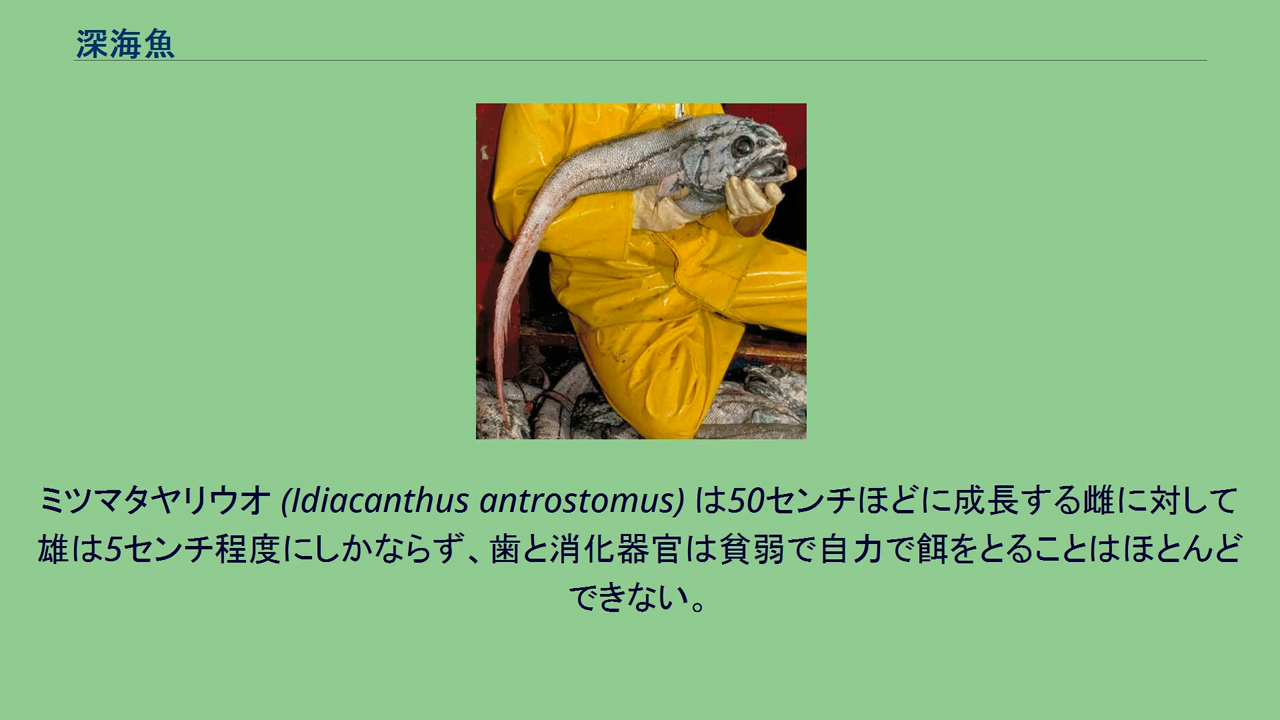 深海魚
ミツマタヤリウオ (Idiacanthus antrostomus) は50センチほどに成長する雌に対して
雄は5センチ程度にしかならず、歯と消化器官は貧弱で自力で餌をとることはほとんど
できない。